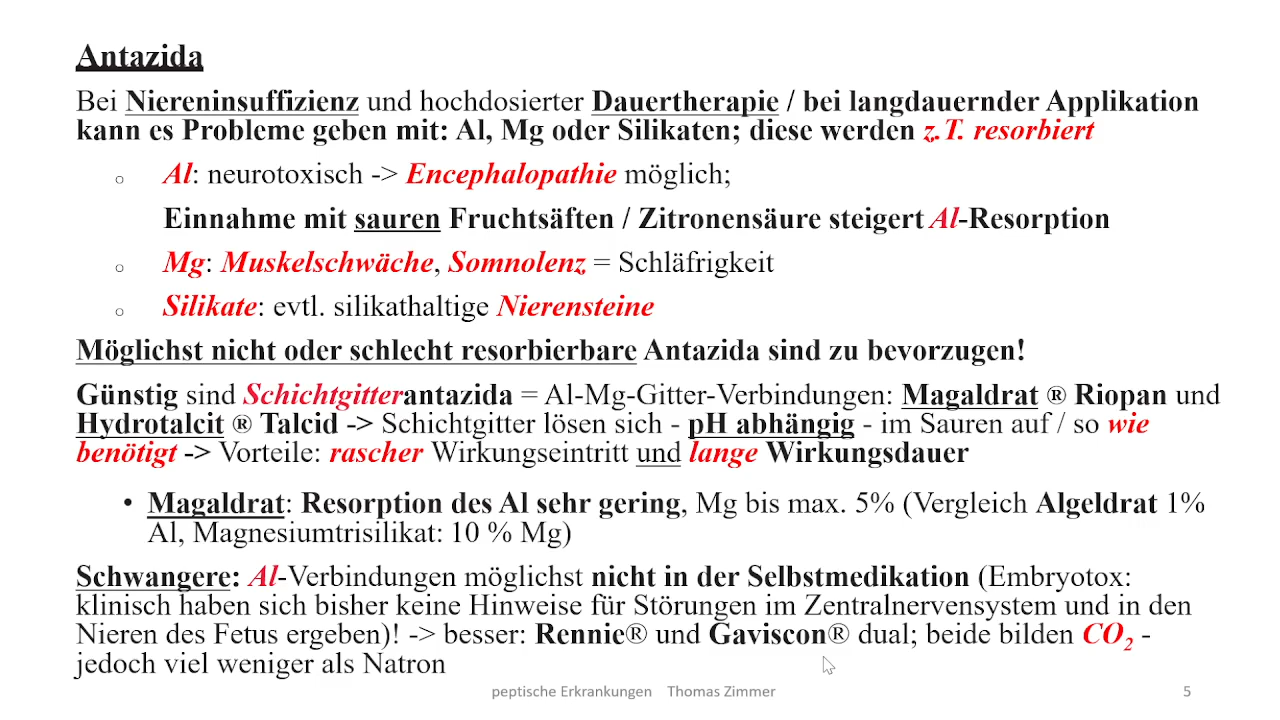 Antazida
Bei Niereninsuffizienz und hochdosierter Dauertherapie / bei langdauernder Applikation
kann es Probleme geben mit: Al, Mg oder Silikaten; diese werden z.T. resorbiert
○ Al: neurotoxisch -> Encephalopathie möglich;
Einnahme mit sauren Fruchtsäften / Zitronensäure steigert Al-Resorption
○ Mg: Muskelschwäche, Somnolenz = Schläfrigkeit
○ Silikate: evtl. silikathaltige Nierensteine
Möglichst nicht oder schlecht resorbierbare Antazida sind zu bevorzugen!
Günstig sind Schichtgitterantazida = Al-Mg-Gitter-Verbindungen: Magaldrat ® Riopan und
Hydrotalcit ® Talcid -> Schichtgitter lösen sich - pH abhängig - im Sauren auf / so wie
benötigt -> Vorteile: rascher Wirkungseintritt und lange Wirkungsdauer
• Magaldrat: Resorption des Al sehr gering, Mg bis max. 5% (Vergleich Algeldrat 1%
Al, Magnesiumtrisilikat: 10 % Mg)
Schwangere: Al-Verbindungen möglichst nicht in der Selbstmedikation (Embryotox:
klinisch haben sich bisher keine Hinweise für Störungen im Zentralnervensystem und in den
Nieren des Fetus ergeben)! -> besser: Rennie® und Gaviscon® dual; beide bilden CO₂ -
jedoch viel weniger als Natron
peptische Erkrankungen Thomas Zimmer 5